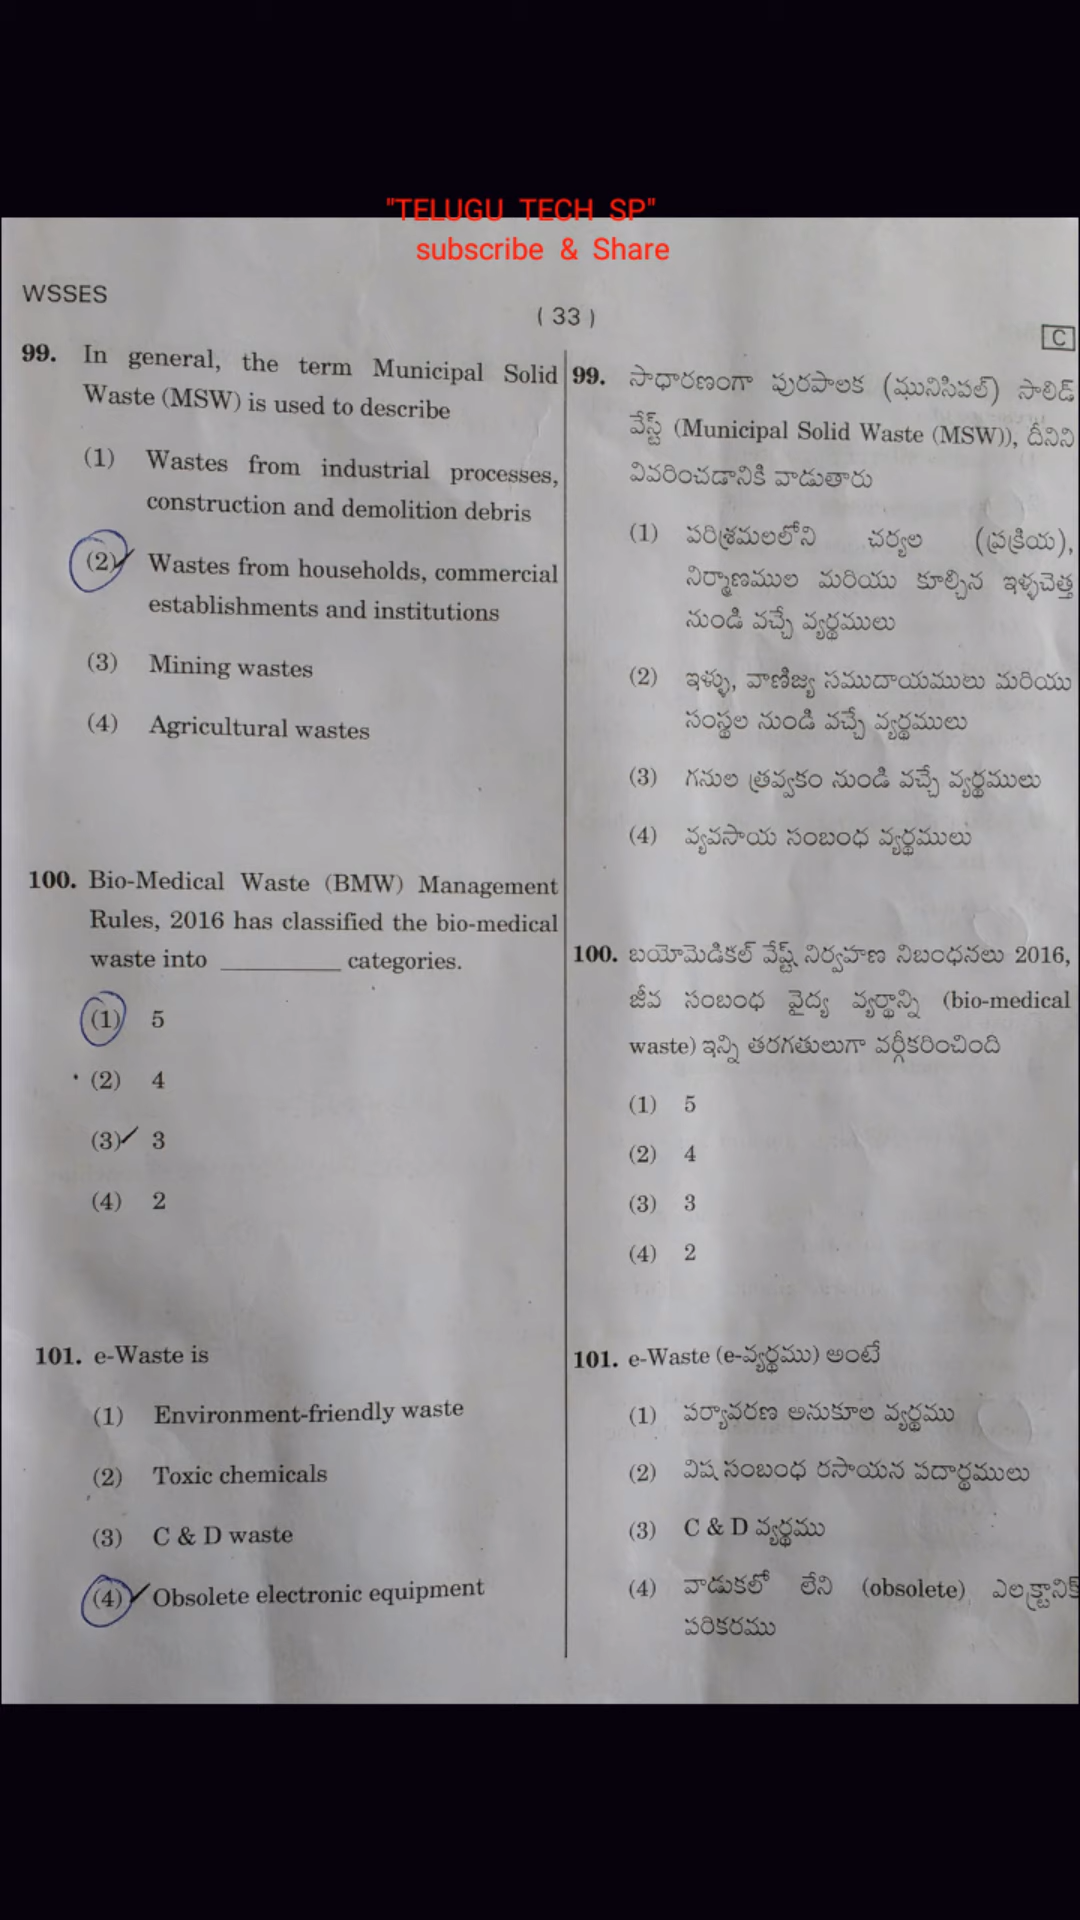 "TELUGU TECH SP"
subscribe & Share
WSSES
( 33 )
C
99. In general, the term Municipal Solid
Waste (MSW) is used to describe
(1) Wastes from industrial processes,
construction and demolition debris
(2) Wastes from households, commercial
establishments and institutions
(3) Mining wastes
(4) Agricultural wastes
100. Bio-Medical Waste (BMW) Management
Rules, 2016 has classified the bio-medical
waste into __________ categories.
(1) 5
(2) 4
(3) 3
(4) 2
101. e-Waste is
(1) Environment-friendly waste
(2) Toxic chemicals
(3) C & D waste
(4) Obsolete electronic equipment
99. సాధారణంగా పురపాలక (మునిసిపల్) సాలిడ్
వేస్ట్ (Municipal Solid Waste (MSW)), దీనిని
వివరించడానికి వాడుతారు
(1) పరిశ్రమలలోని చర్యల (ప్రక్రియ),
నిర్మాణముల మరియు కూల్చిన ఇళ్ళచెత్త
నుండి వచ్చే వ్యర్థములు
(2) ఇళ్ళు, వాణిజ్య సముదాయములు మరియు
సంస్థల నుండి వచ్చే వ్యర్థములు
(3) గనుల త్రవ్వకం నుండి వచ్చే వ్యర్థములు
(4) వ్యవసాయ సంబంధ వ్యర్థములు
100. బయోమెడికల్ వేస్ట్ నిర్వహణ నిబంధనలు 2016,
జీవ సంబంధ వైద్య వ్యర్థాన్ని (bio-medical
waste) ఇన్ని తరగతులుగా వర్గీకరించింది
(1) 5
(2) 4
(3) 3
(4) 2
101. e-Waste (e-వ్యర్థము) అంటే
(1) పర్యావరణ అనుకూల వ్యర్థము
(2) విష సంబంధ రసాయన పదార్థములు
(3) C & D వ్యర్థము
(4) వాడుకలో లేని (obsolete) ఎలక్ట్రానిక్
పరికరము